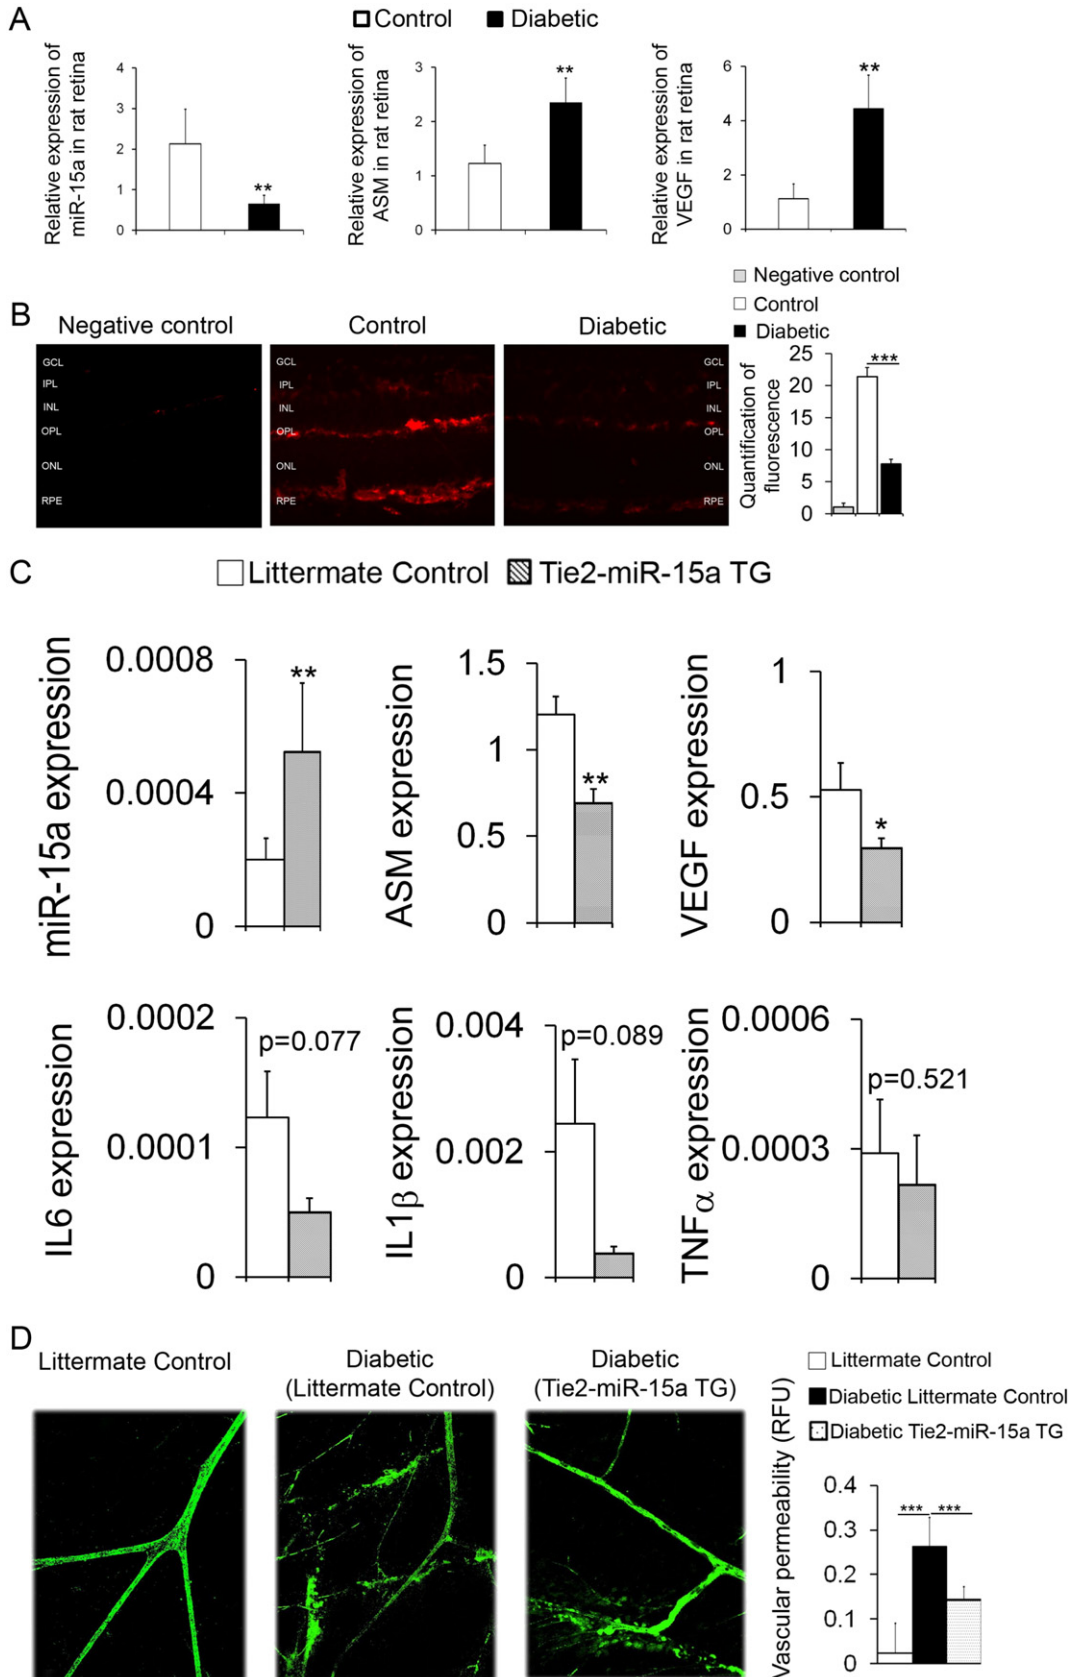 A
Control Diabetic
Relative expression of
miR-15a in rat retina
4
3
2
1
0
**
Relative expression of
ASM in rat retina
3
2
1
0
**
Relative expression of
VEGF in rat retina
6
4
2
0
**
B
Negative control
Control
Diabetic
GCL
IPL
INL
OPL
ONL
RPE
GCL
IPL
INL
OPL
ONL
RPE
GCL
IPL
INL
OPL
ONL
RPE
Negative control
Control
Diabetic
Quantification of
fluorescence
25
20
15
10
5
0
***
C
Littermate Control Tie2-miR-15a TG
miR-15a expression
0.0008
0.0004
0
**
ASM expression
1.5
1
0.5
0
**
VEGF expression
1
0.5
0
*
IL6 expression
0.0002
0.0001
0
p=0.077
IL1β expression
0.004
0.002
0
p=0.089
TNFα expression
0.0006
0.0003
0
p=0.521
D
Littermate Control
Diabetic
(Littermate Control)
Diabetic
(Tie2-miR-15a TG)
Littermate Control
Diabetic Littermate Control
Diabetic Tie2-miR-15a TG
Vascular permeability (RFU)
0.4
0.3
0.2
0.1
0
*** ***